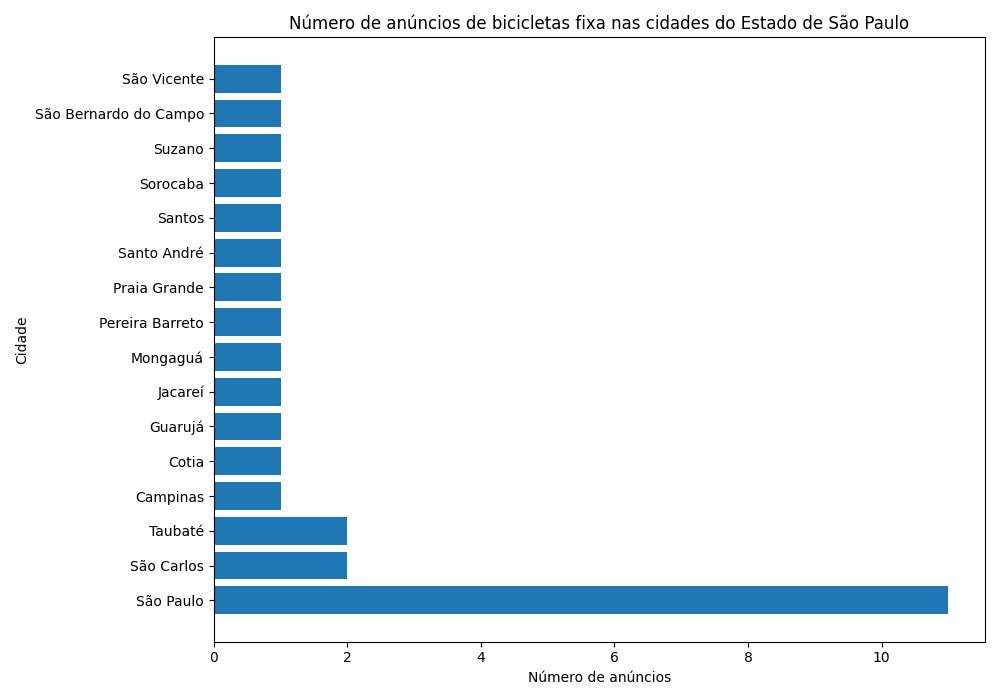 Número de anúncios de bicicletas fixa nas cidades do Estado de São Paulo
São Vicente
São Bernardo do Campo
Suzano
Sorocaba
Santos
Santo André
Praia Grande
Pereira Barreto
Mongaguá
Jacareí
Guarujá
Cotia
Campinas
Taubaté
São Carlos
São Paulo
Cidade
0 2 4 6 8 10
Número de anúncios